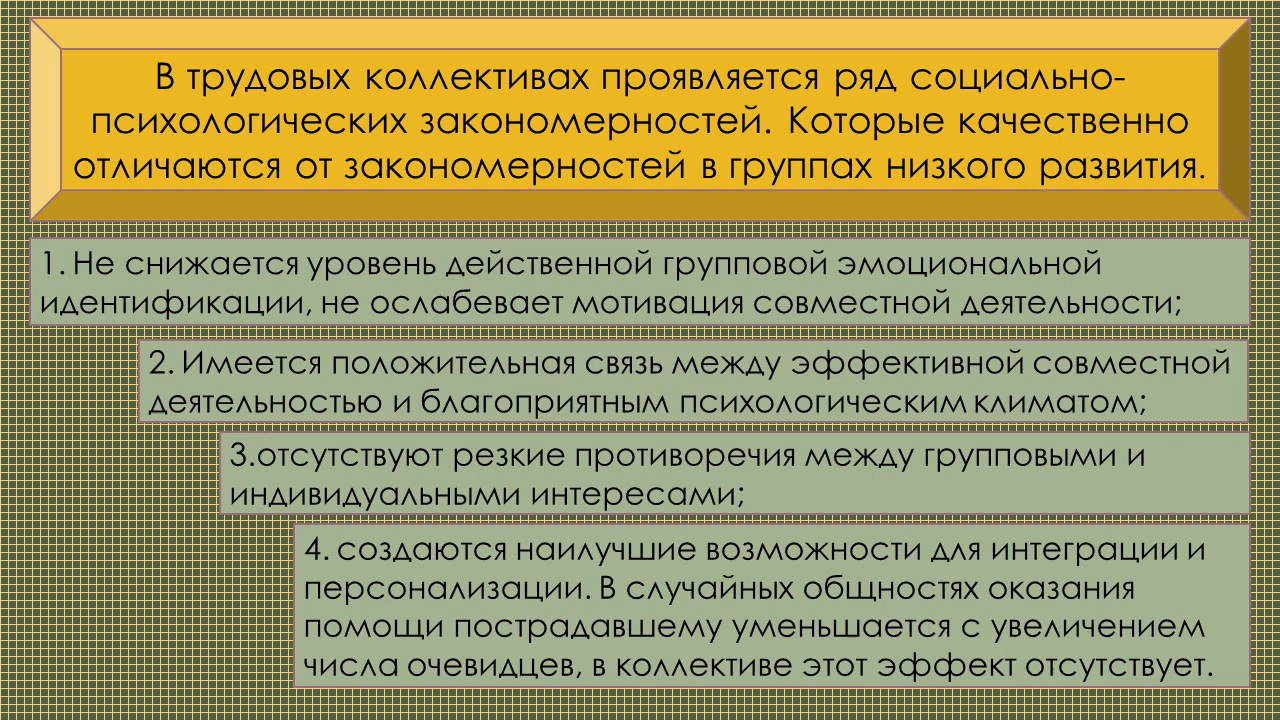 В трудовых коллективах проявляется ряд социально-
психологических закономерностей. Которые качественно
отличаются от закономерностей в группах низкого развития.
1. Не снижается уровень действенной групповой эмоциональной
идентификации, не ослабевает мотивация совместной деятельности;
2. Имеется положительная связь между эффективной совместной
деятельностью и благоприятным психологическим климатом;
3.отсутствуют резкие противоречия между групповыми и
индивидуальными интересами;
4. создаются наилучшие возможности для интеграции и
персонализации. В случайных общностях оказания
помощи пострадавшему уменьшается с увеличением
числа очевидцев, в коллективе этот эффект отсутствует.